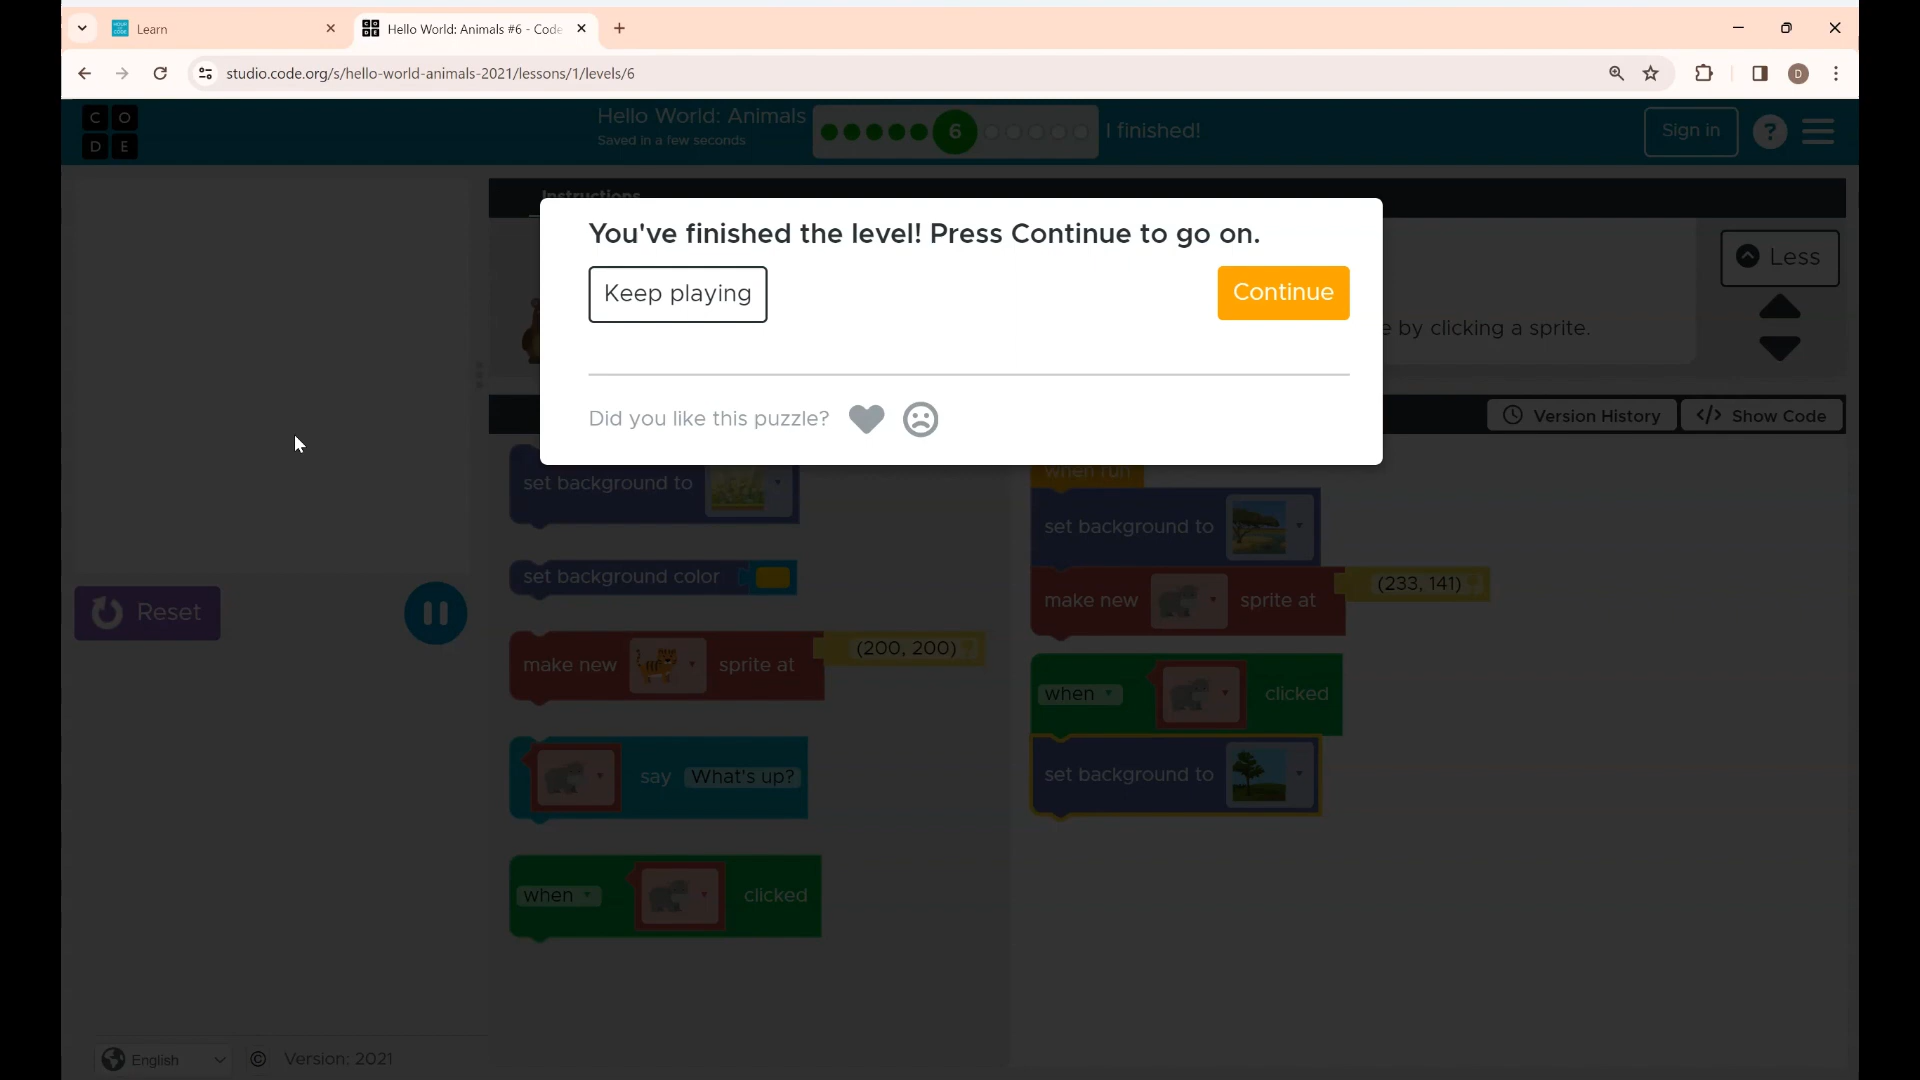 Learn
Hello World: Animals #6 - Code
studio.code.org/s/hello-world-animals-2021/lessons/1/levels/6
D
C O
D E
Hello World: Animals
Saved in a few seconds
6
I finished!
Sign in
?
Instructions
You've finished the level! Press Continue to go on.
Keep playing
Continue
Less
e by clicking a sprite.
Did you like this puzzle?
Version History
</> Show Code
set background to
when run
set background to
set background color
make new sprite at (233, 141)
Reset
make new sprite at (200, 200)
when clicked
say What's up?
set background to
when clicked
English
© Version: 2021